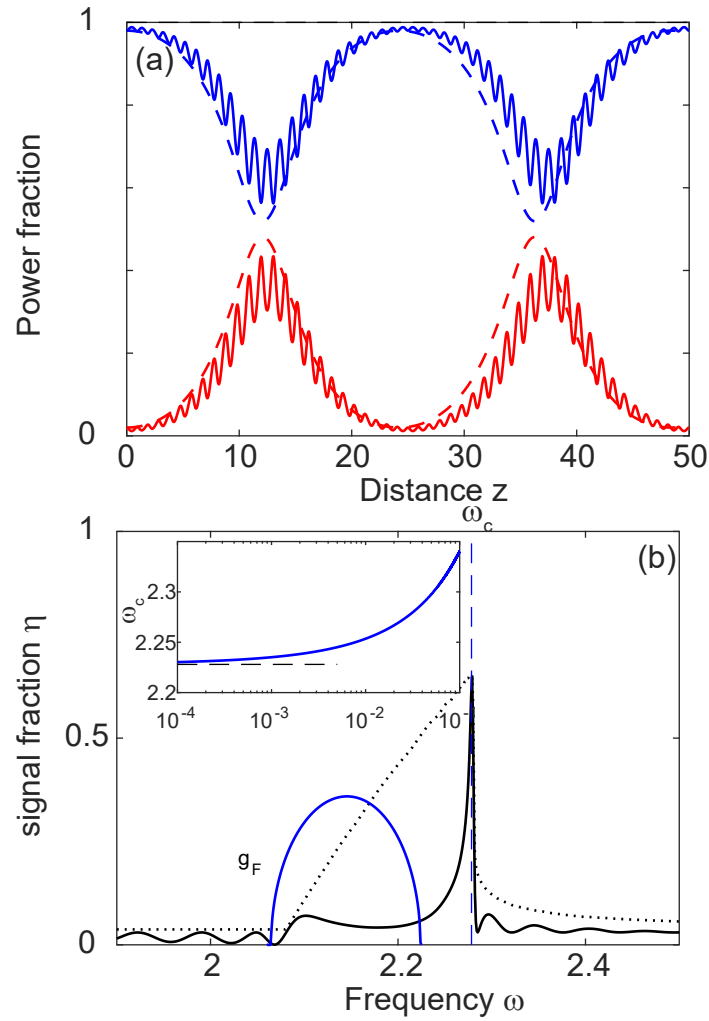 1
(a)
Power fraction
0
0 10 20 30 40 50
Distance z
ω_c
1
(b)
2.3
ω_c
2.25
2.2
10^-4 10^-3 10^-2 10^-
signal fraction η
0.5
g_F
0
2 2.2 2.4
Frequency ω